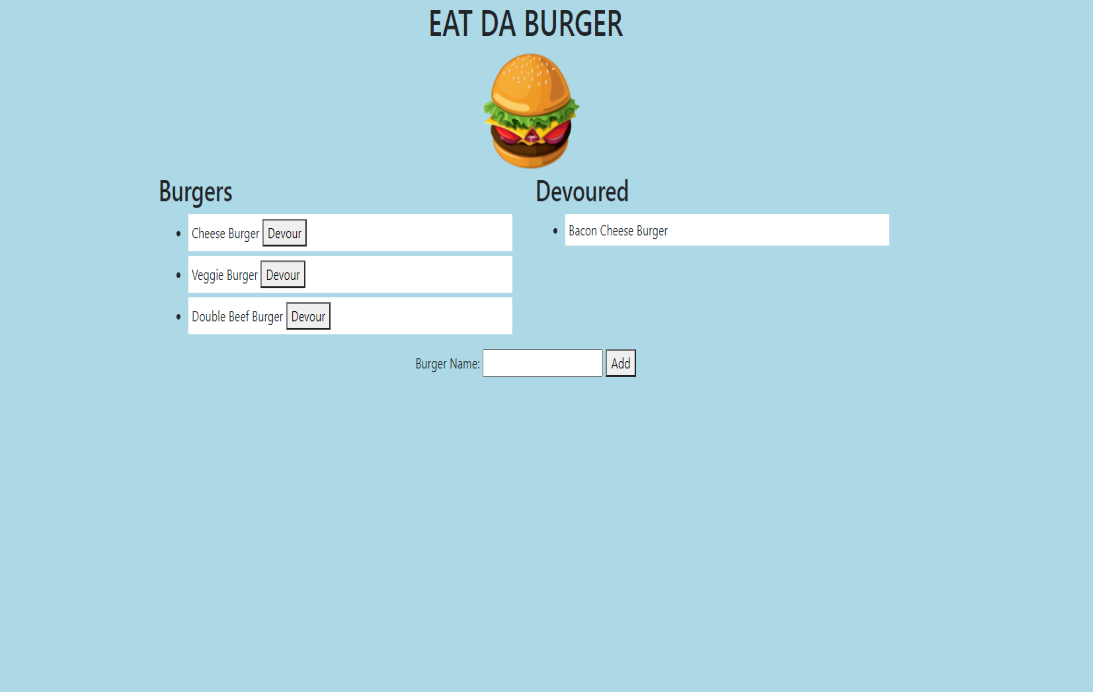 EAT DA BURGER
Burgers
Cheese Burger Devour
Veggie Burger Devour
Double Beef Burger Devour
Devoured
Bacon Cheese Burger
Burger Name: Add